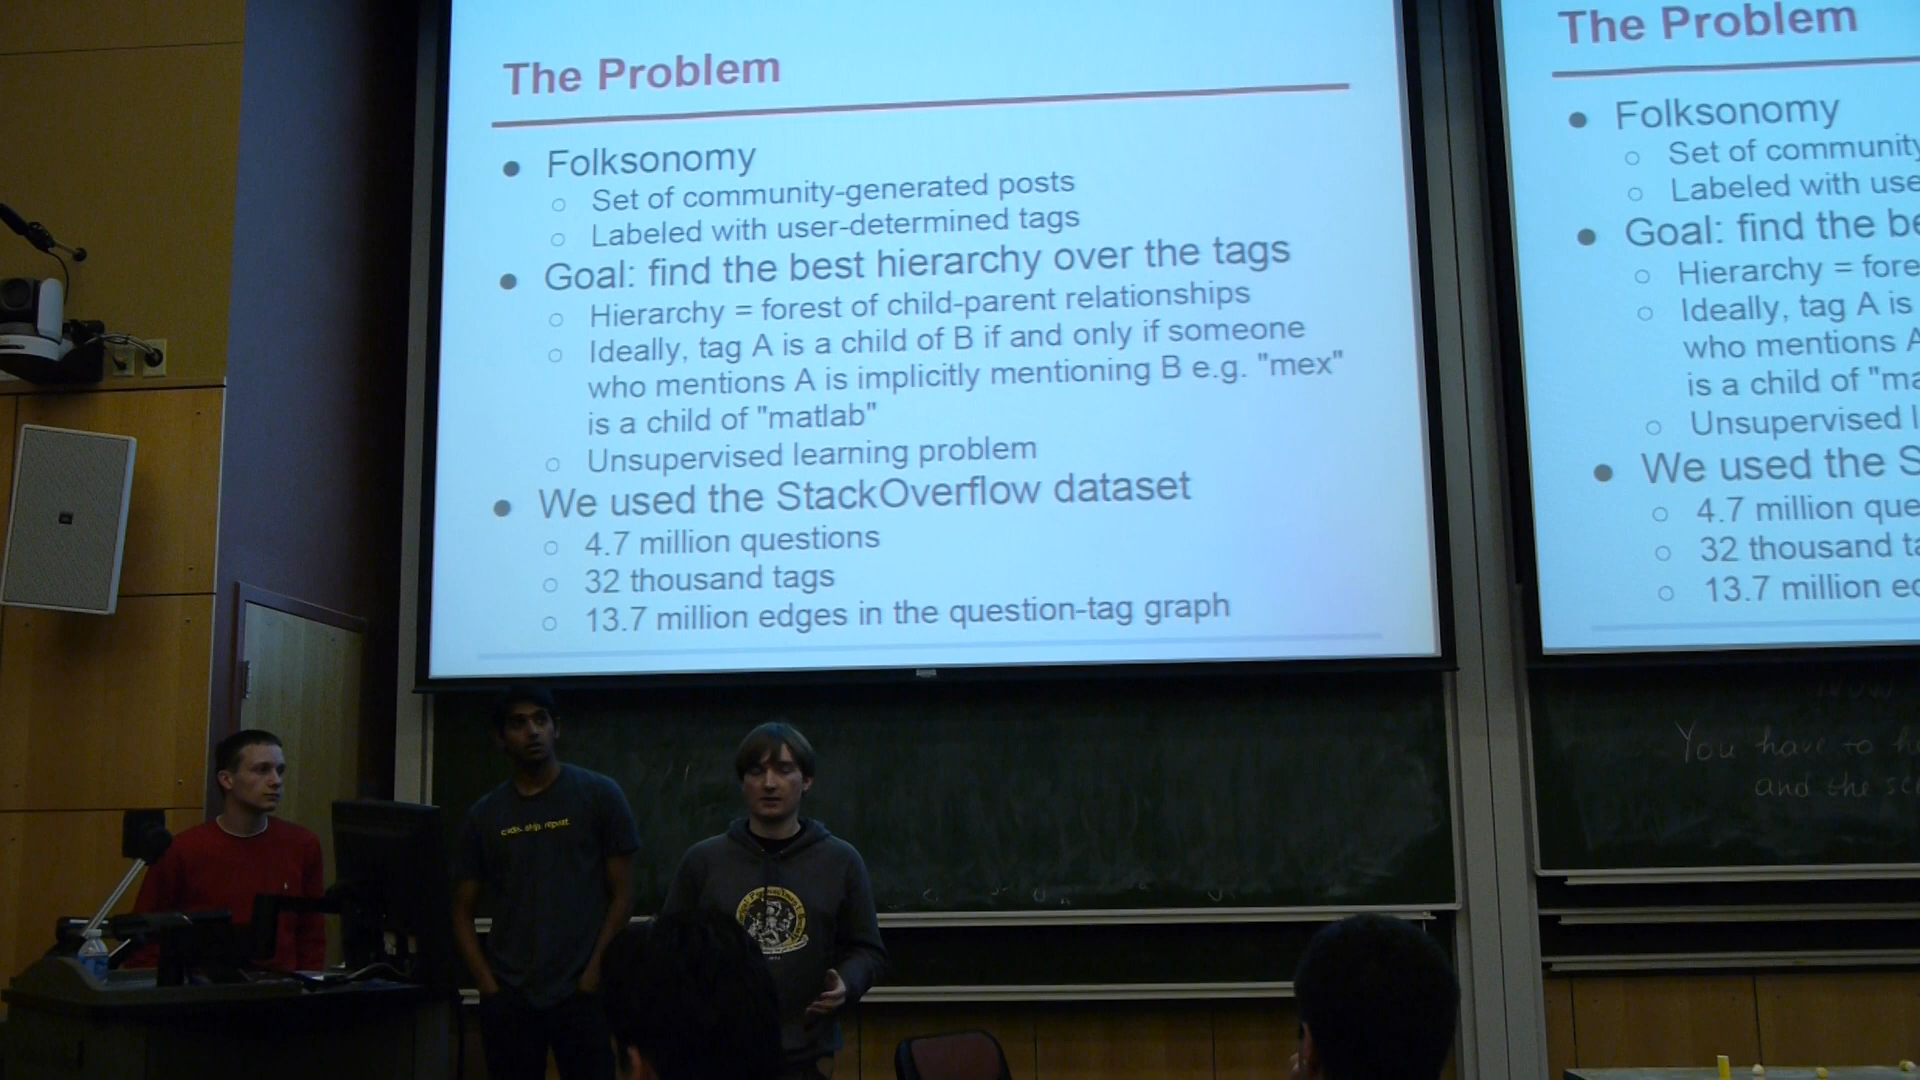 The Problem
● Folksonomy
○ Set of community-generated posts
○ Labeled with user-determined tags
● Goal: find the best hierarchy over the tags
○ Hierarchy = forest of child-parent relationships
○ Ideally, tag A is a child of B if and only if someone
who mentions A is implicitly mentioning B e.g. "mex"
is a child of "matlab"
○ Unsupervised learning problem
● We used the StackOverflow dataset
○ 4.7 million questions
○ 32 thousand tags
○ 13.7 million edges in the question-tag graph
The Problem
● Folksonomy
○ Set of community
○ Labeled with use
● Goal: find the be
○ Hierarchy = fore
○ Ideally, tag A is
who mentions A
is a child of "ma
○ Unsupervised l
● We used the S
○ 4.7 million que
○ 32 thousand ta
○ 13.7 million ed
You have to
and the
code. ship. repeat.